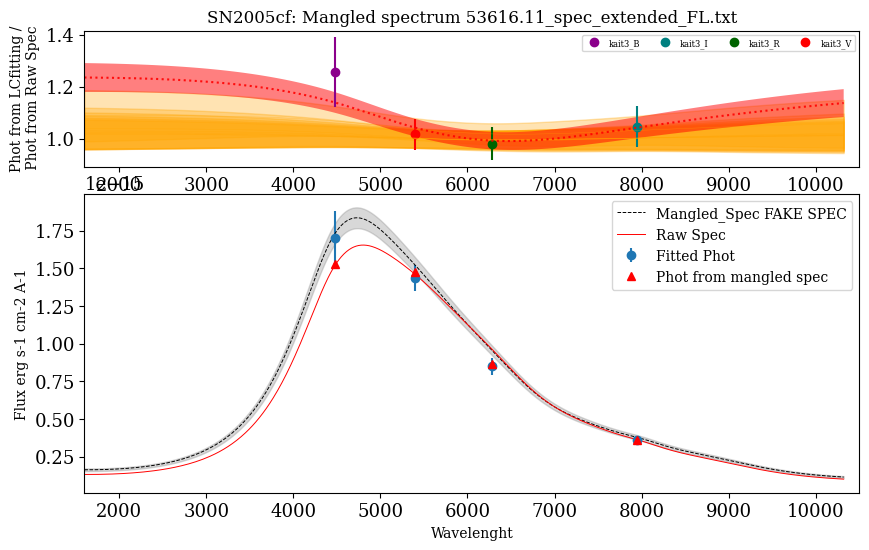 SN2005cf: Mangled spectrum 53616.11_spec_extended_FL.txt
Phot from LCfitting /
Phot from Raw Spec
1.4
1.2
1.0
kait3_B kait3_I kait3_R kait3_V
2000 3000 4000 5000 6000 7000 8000 9000 10000
1e−15
Flux erg s-1 cm-2 A-1
1.75
1.50
1.25
1.00
0.75
0.50
0.25
Mangled_Spec FAKE SPEC
Raw Spec
Fitted Phot
Phot from mangled spec
2000 3000 4000 5000 6000 7000 8000 9000 10000
Wavelenght